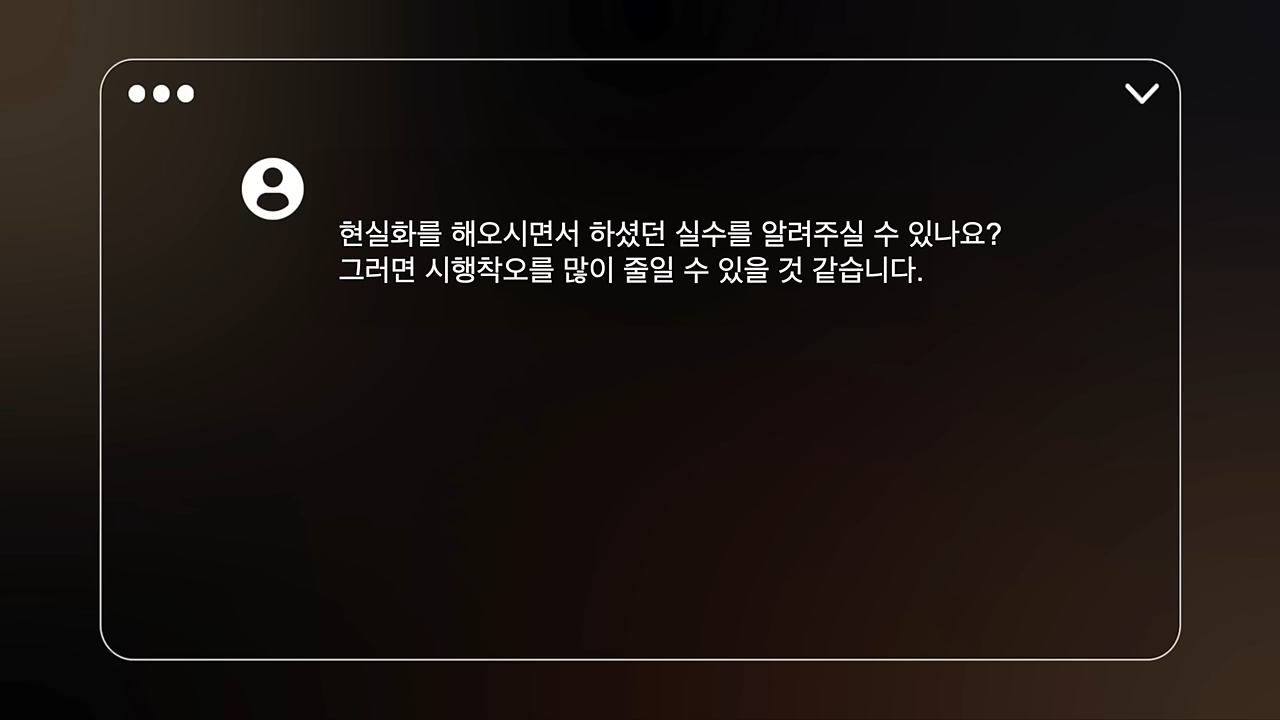 현실화를 해오시면서 하셨던 실수를 알려주실 수 있나요?
그러면 시행착오를 많이 줄일 수 있을 것 같습니다.